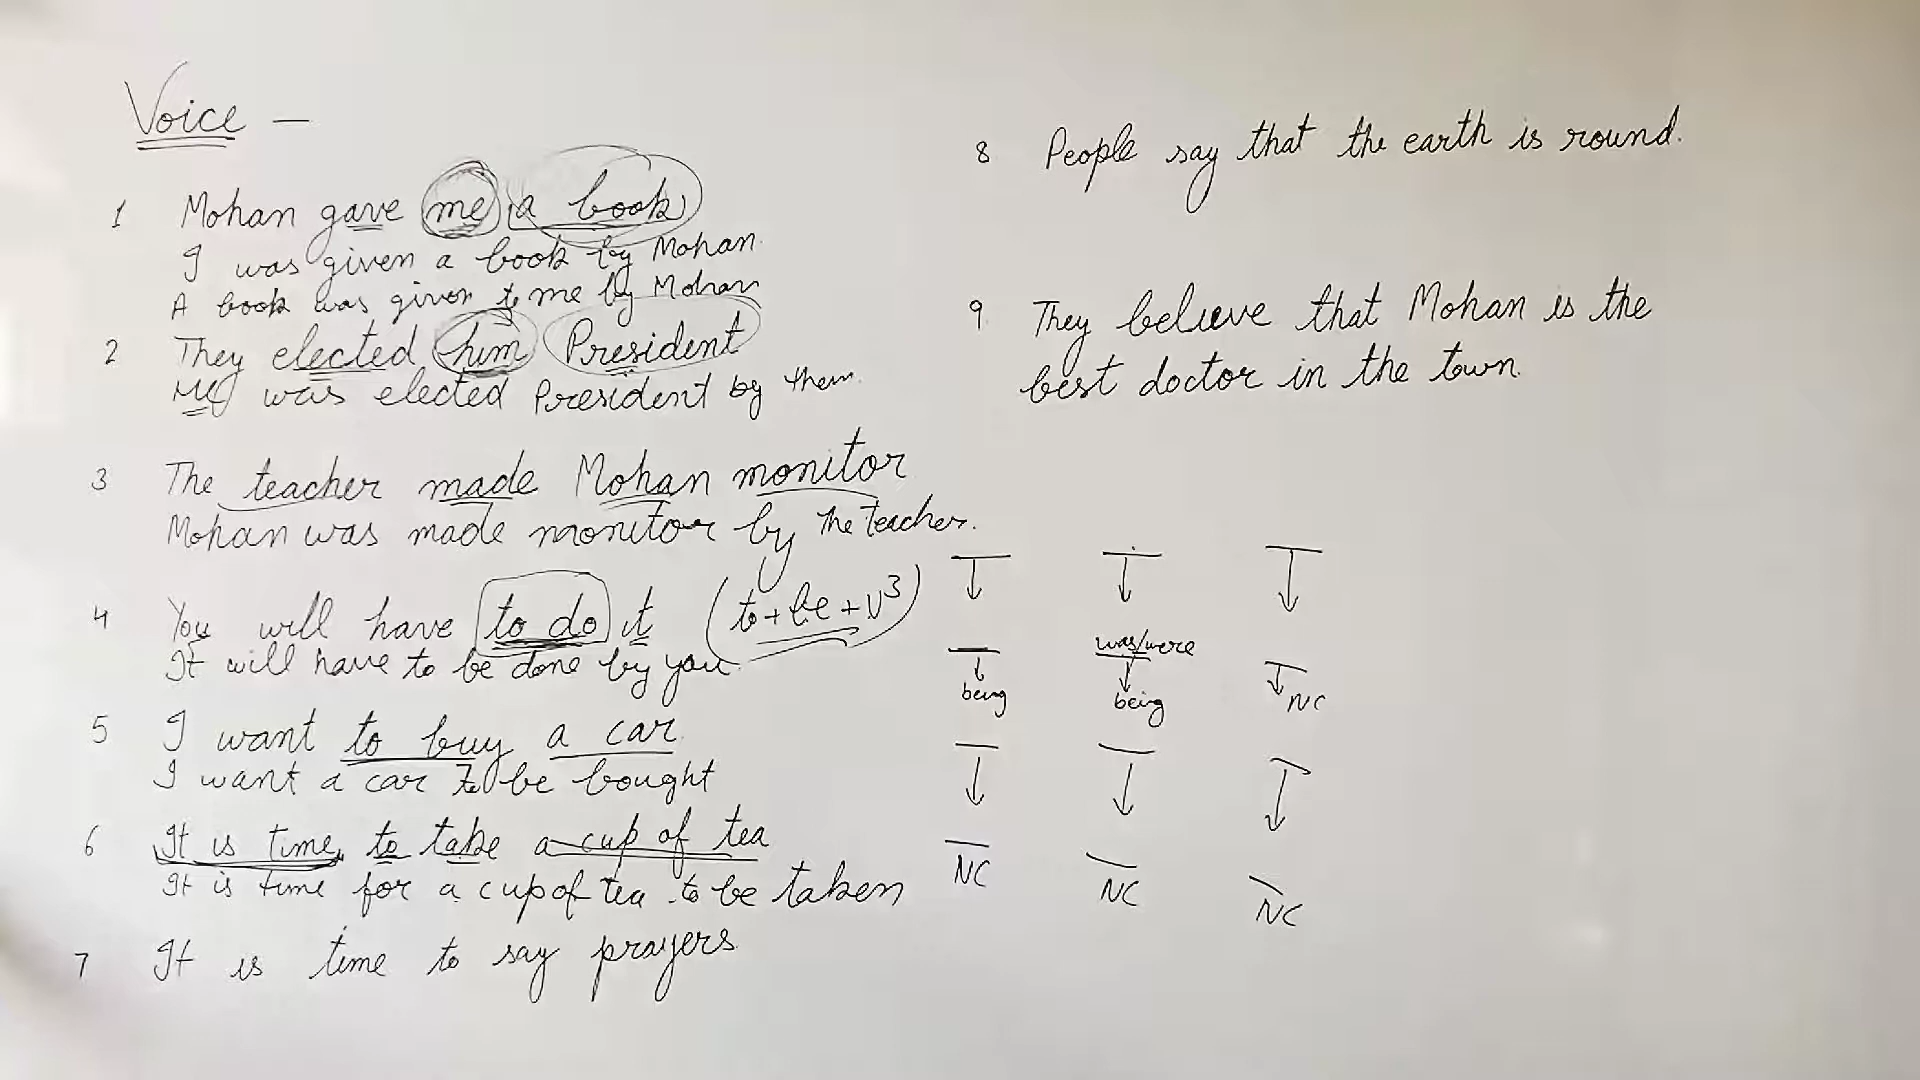 Voice –
1 Mohan gave me a book
I was given a book by Mohan.
A book was given to me by Mohan
2 They elected him President
He was elected President by them.
3 The teacher made Mohan monitor
Mohan was made monitor by the teacher.
4 You will have to do it (to + be + V3)
It will have to be done by you.
5 I want to buy a car.
I want a car to be bought
6 It is time to take a cup of tea
It is time for a cup of tea to be taken
7 It is time to say prayers.
8 People say that the earth is round.
9. They believe that Mohan is the
best doctor in the town.
was/were
being being NC
NC NC NC